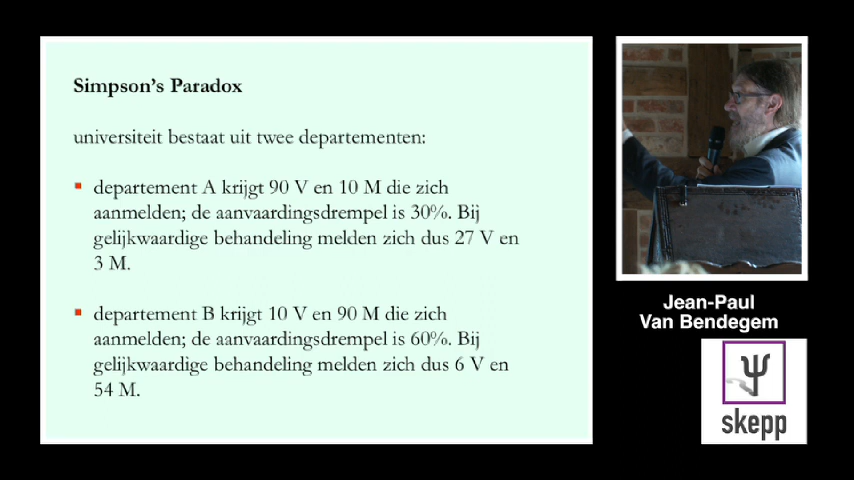 Simpson's Paradox
universiteit bestaat uit twee departementen:
departement A krijgt 90 V en 10 M die zich
aanmelden; de aanvaardingsdrempel is 30%. Bij
gelijkwaardige behandeling melden zich dus 27 V en
3 M.
departement B krijgt 10 V en 90 M die zich
aanmelden; de aanvaardingsdrempel is 60%. Bij
gelijkwaardige behandeling melden zich dus 6 V en
54 M.
Jean-Paul
Van Bendegem
Ψ
skepp